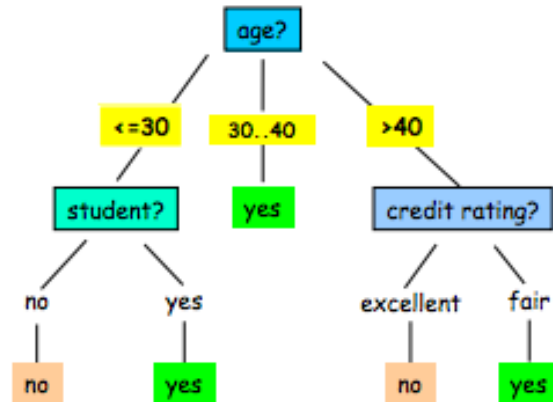 age?
<=30 30..40 >40
student? yes credit rating?
no yes excellent fair
no yes no yes